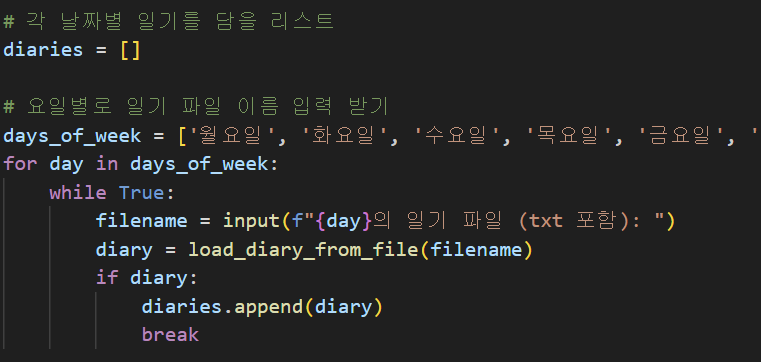 # 각 날짜별 일기를 담을 리스트
diaries = []
# 요일별로 일기 파일 이름 입력 받기
days_of_week = ['월요일', '화요일', '수요일', '목요일', '금요일', '
for day in days_of_week:
while True:
filename = input(f"{day}의 일기 파일 (txt 포함): ")
diary = load_diary_from_file(filename)
if diary:
diaries.append(diary)
break